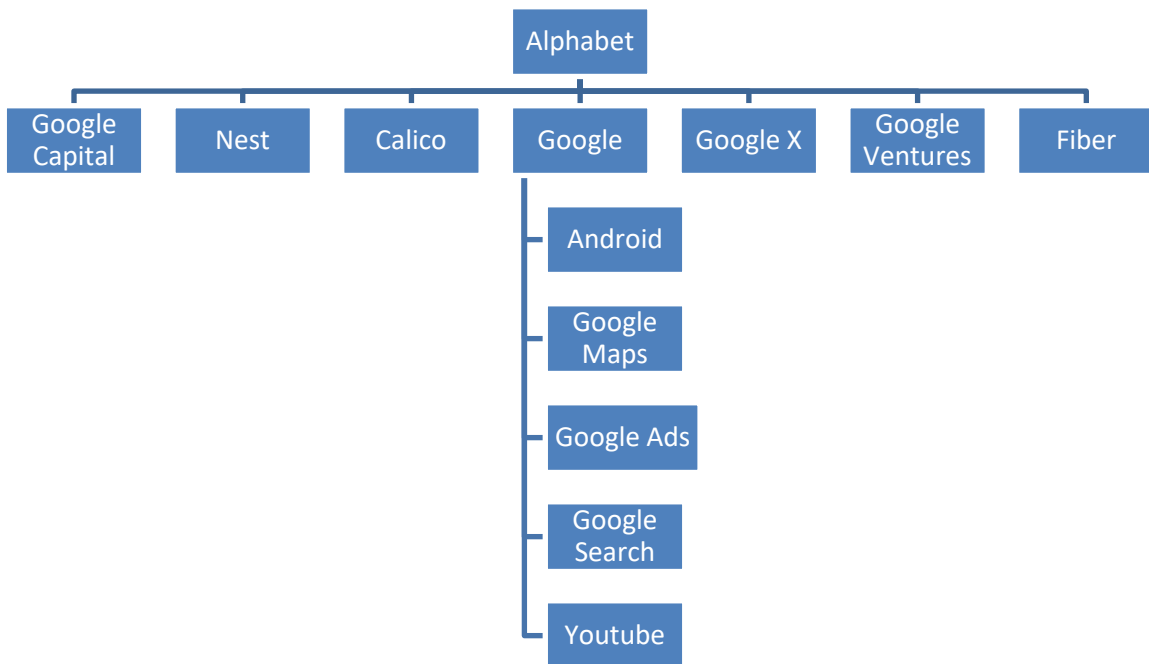 Alphabet
Google
Capital
Nest
Calico
Google
Google X
Google
Ventures
Fiber
Android
Google
Maps
Google Ads
Google
Search
Youtube